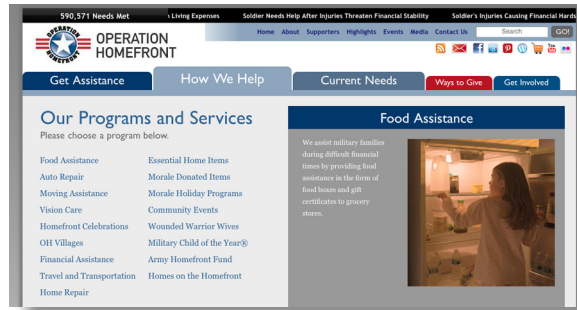 590,571 Needs Met
Living Expenses
Soldier Needs Help After Injuries Threaten Financial Stability
Soldier's Injuries Causing Financial Hards
OPERATION
HOMEFRONT
OPERATION
HOMEFRONT
Home About Supporters Highlights Events Media Contact Us
Search
GO!
Get Assistance
How We Help
Current Needs
Ways to Give
Get Involved
Our Programs and Services
Please choose a program below.
Food Assistance
Auto Repair
Moving Assistance
Vision Care
Homefront Celebrations
OH Villages
Financial Assistance
Travel and Transportation
Home Repair
Essential Home Items
Morale Donated Items
Morale Holiday Programs
Community Events
Wounded Warrior Wives
Military Child of the Year®
Army Homefront Fund
Homes on the Homefront
Food Assistance
We assist military families
during difficult financial
times by providing food
assistance in the form of
food boxes and gift
certificates to grocery
stores.